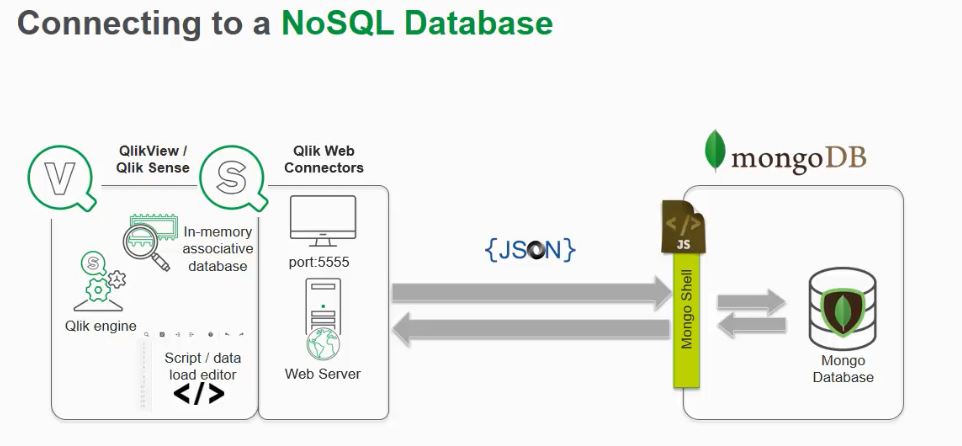 Connecting to a NoSQL Database
QlikView /
Qlik Sense
V
S
Qlik Web
Connectors
In-memory
associative
database
S
Qlik engine
Script / data
load editor
</>
port:5555
Web Server
{JSON}
</>
JS
Mongo Shell
mongoDB
Mongo
Database